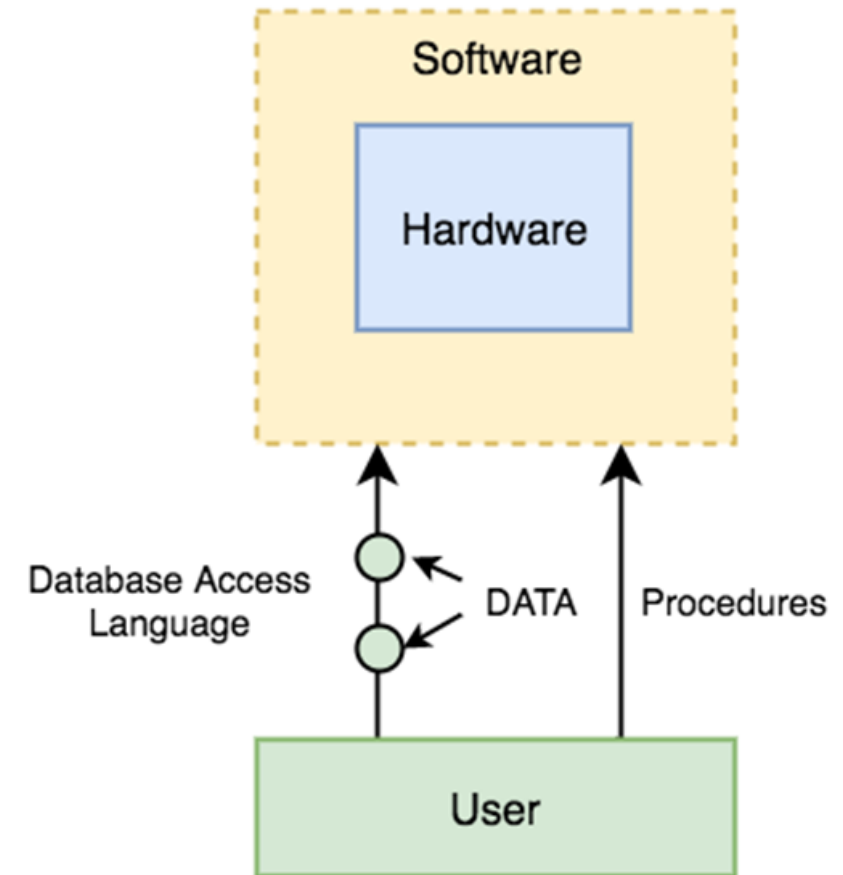 Software
Hardware
Database Access
Language
DATA
Procedures
User